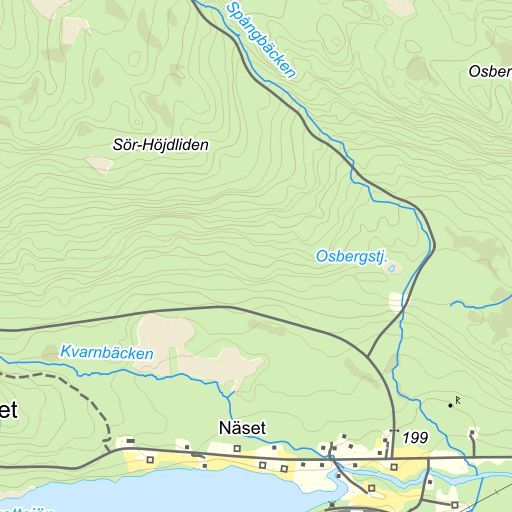 Spångbäcken
Osber
Sör-Höjdliden
Osbergstj.
Kvarnbäcken
et
Näset
199
R